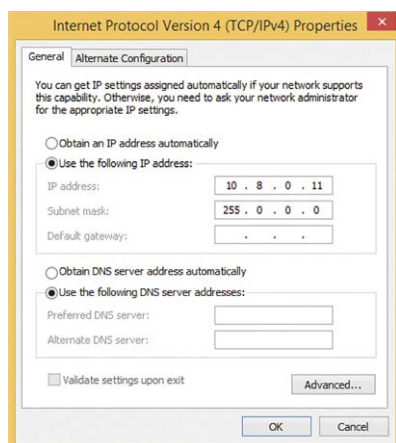 Internet Protocol Version 4 (TCP/IPv4) Properties
General
Alternate Configuration
You can get IP settings assigned automatically if your network supports
this capability. Otherwise, you need to ask your network administrator
for the appropriate IP settings.
Obtain an IP address automatically
Use the following IP address:
IP address: 10 . 8 . 0 . 11
Subnet mask: 255 . 0 . 0 . 0
Default gateway: . . .
Obtain DNS server address automatically
Use the following DNS server addresses:
Preferred DNS server:
Alternate DNS server:
Validate settings upon exit
Advanced...
OK
Cancel